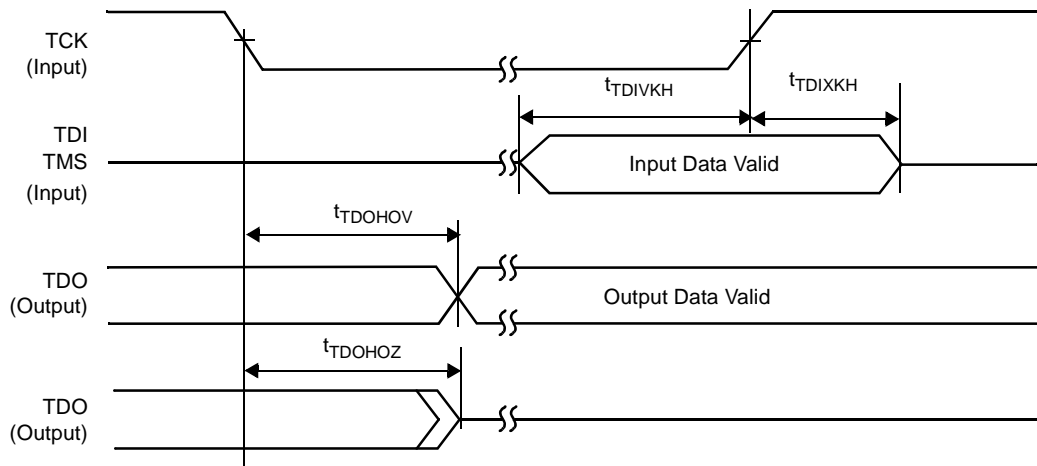 TCK
(Input)
tTDIVKH
tTDIXKH
TDI
TMS
(Input)
Input Data Valid
tTDOHOV
TDO
(Output)
Output Data Valid
tTDOHOZ
TDO
(Output)